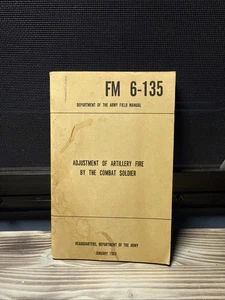 FM 6-135
DEPARTMENT OF THE ARMY FIELD MANUAL
ADJUSTMENT OF ARTILLERY FIRE
BY THE COMBAT SOLDIER
HEADQUARTERS, DEPARTMENT OF THE ARMY
JANUARY